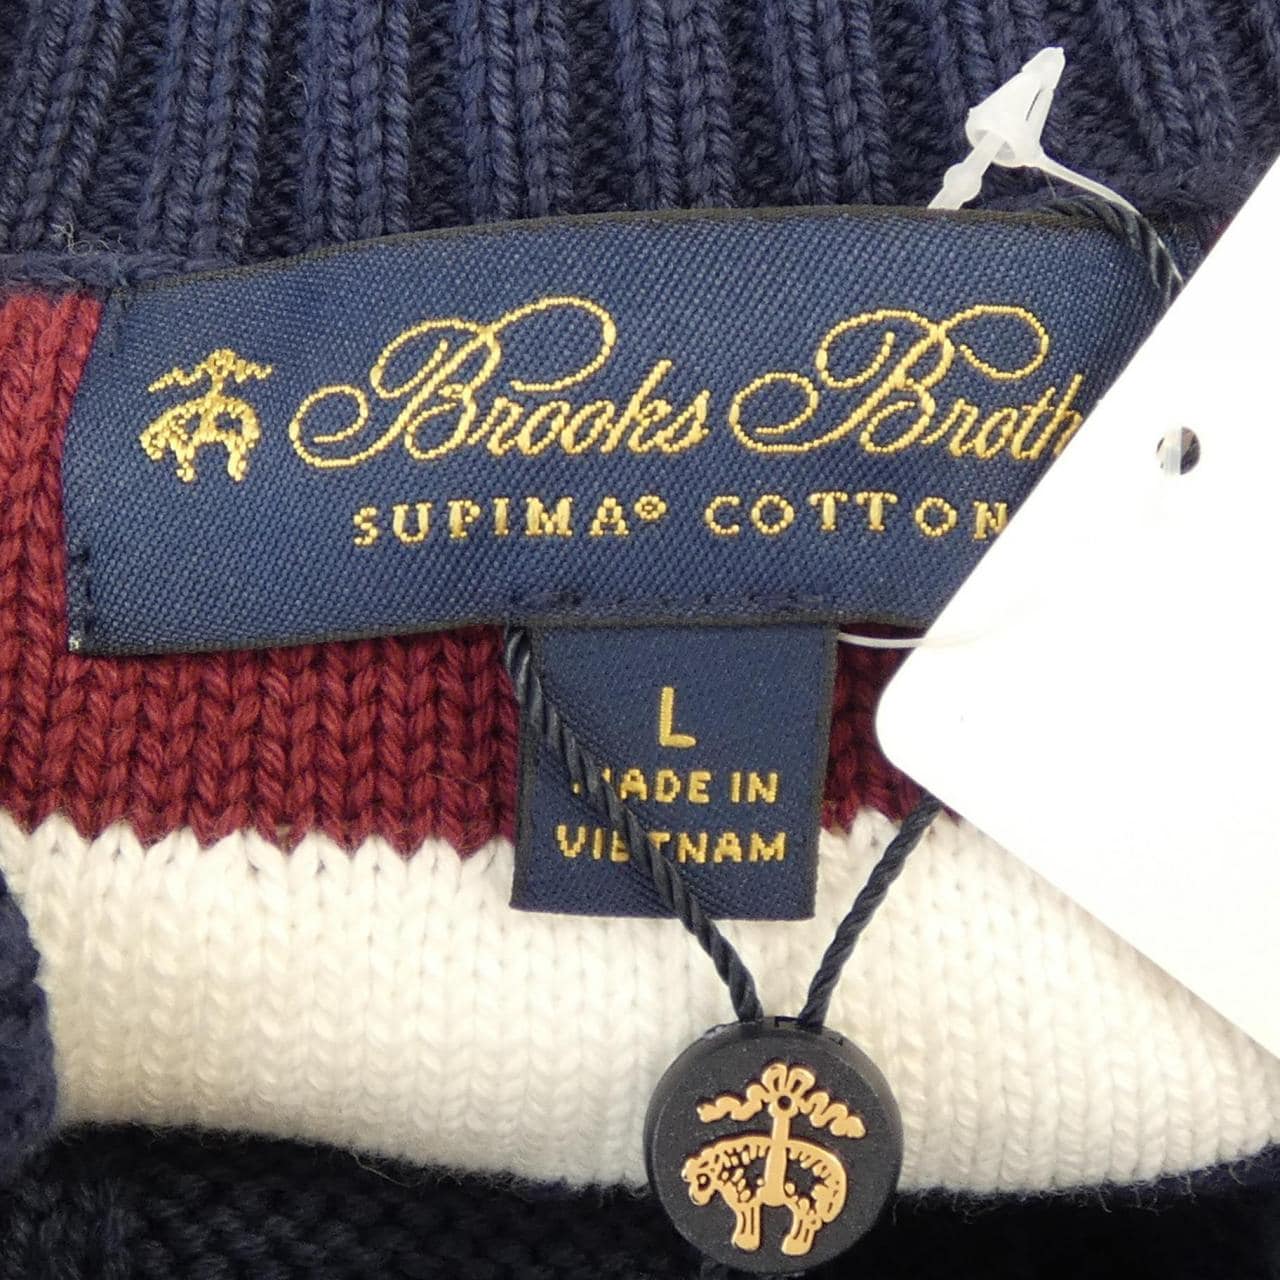 Brooks Broth
SUPIMA® COTTON
L
MADE IN
VIETNAM